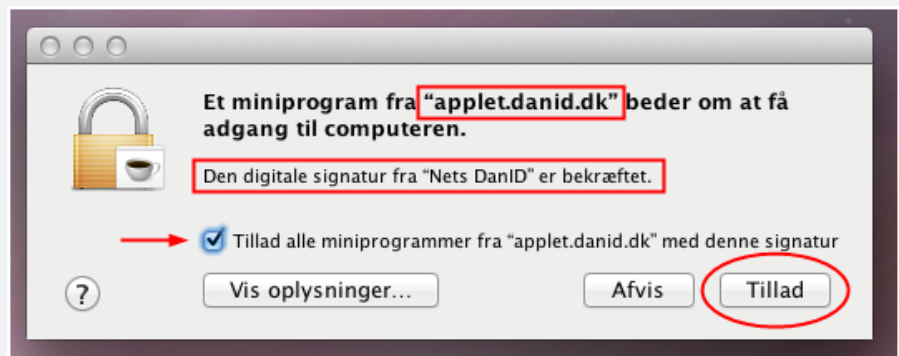 Et miniprogram fra “applet.danid.dk” beder om at få
adgang til computeren.
Den digitale signatur fra “Nets DanID” er bekræftet.
Tillad alle miniprogrammer fra “applet.danid.dk” med denne signatur
? Vis oplysninger... Afvis Tillad